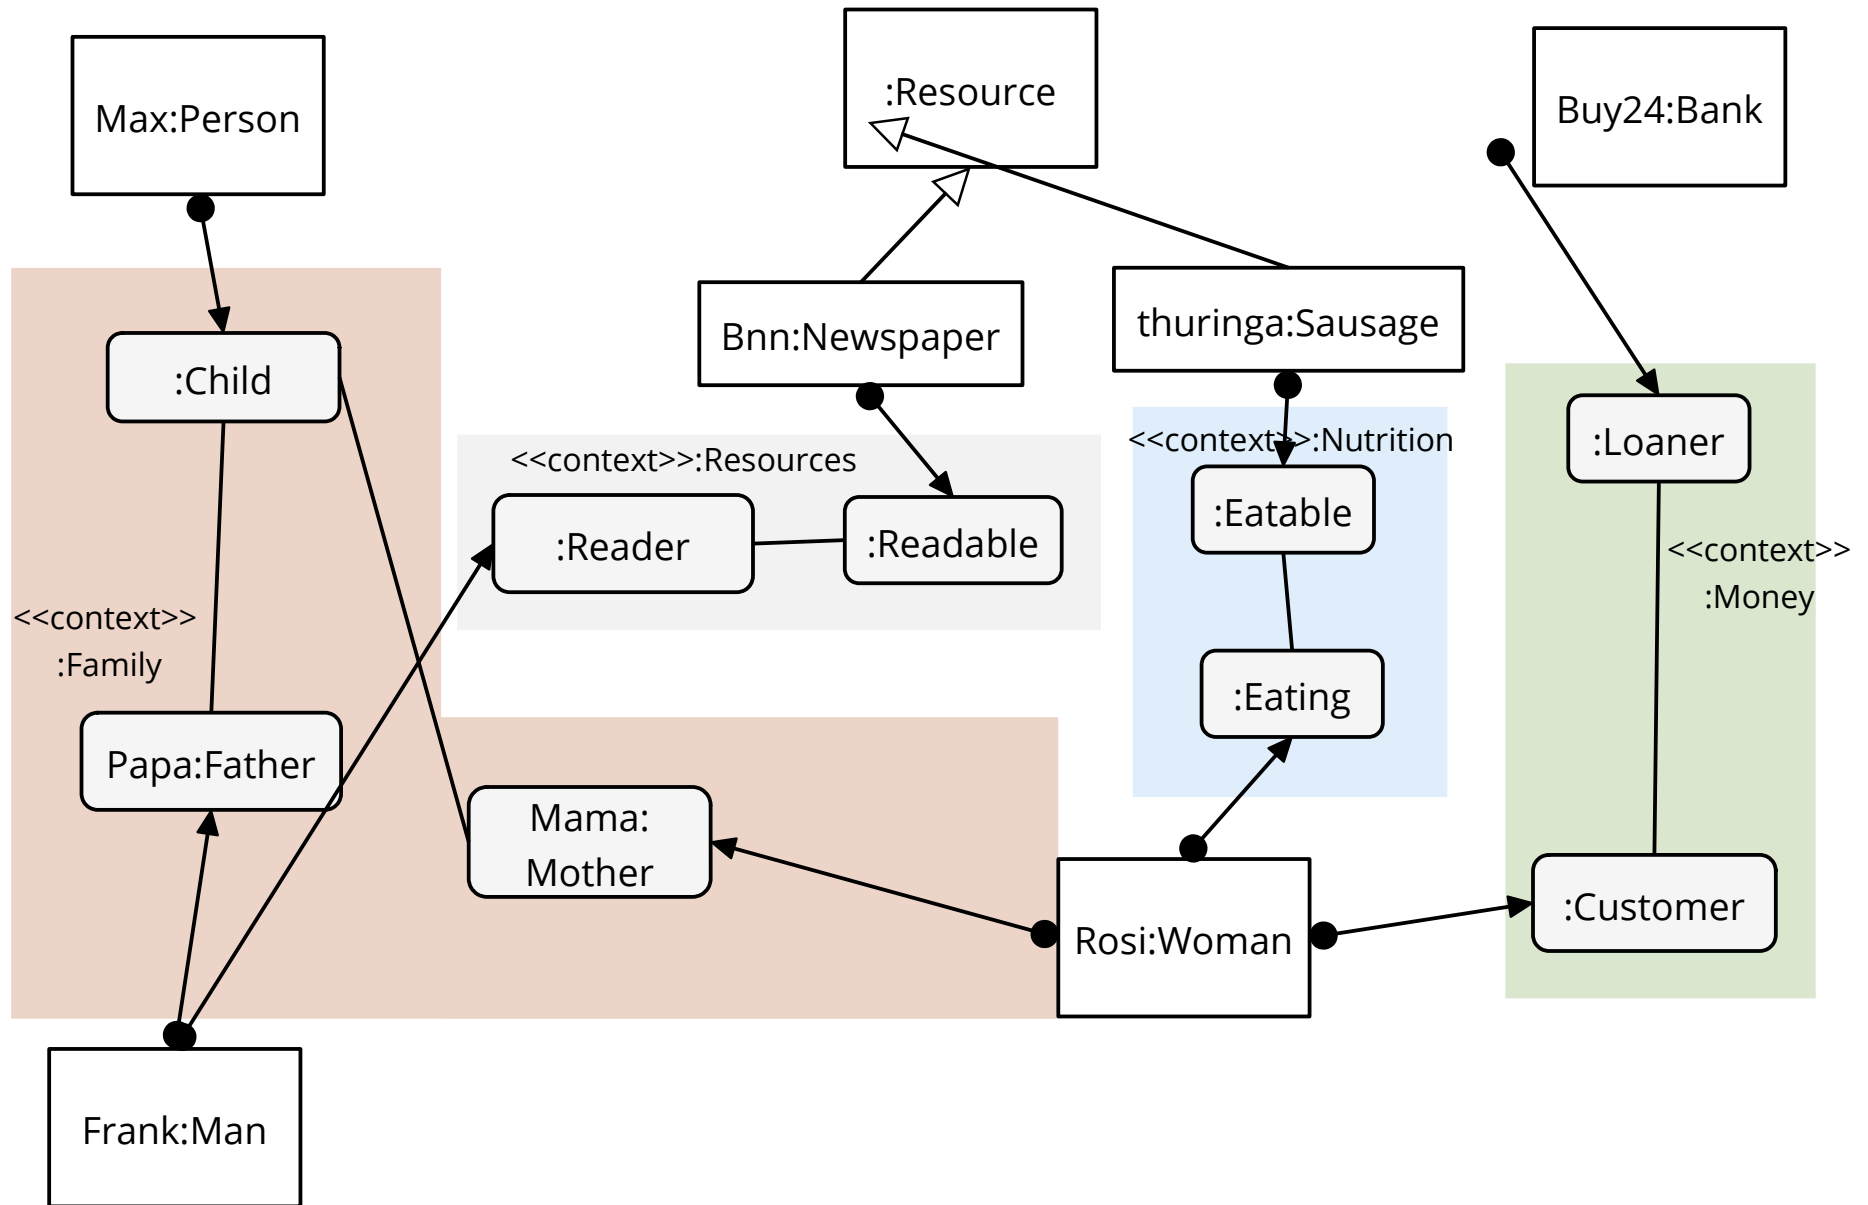 Max:Person
:Resource
Buy24:Bank
Bnn:Newspaper
thuringa:Sausage
:Child
<<context>>:Resources
<<context>>:Nutrition
:Loaner
:Reader
:Readable
:Eatable
<<context>>
:Money
<<context>>
:Family
:Eating
Papa:Father
Mama:
Mother
Rosi:Woman
:Customer
Frank:Man